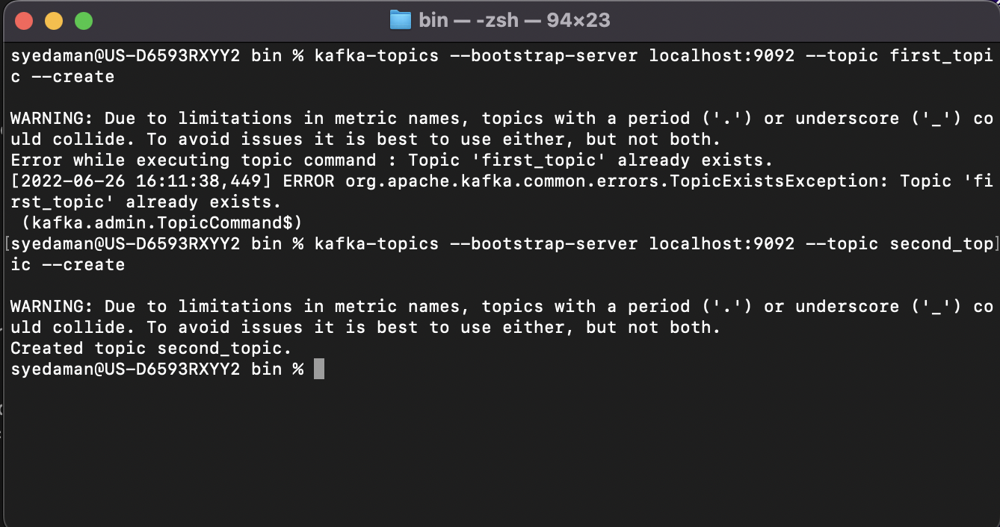 bin — -zsh — 94×23
syedaman@US-D6593RXYY2 bin % kafka-topics --bootstrap-server localhost:9092 --topic first_topi
c --create
WARNING: Due to limitations in metric names, topics with a period ('.') or underscore ('_') co
uld collide. To avoid issues it is best to use either, but not both.
Error while executing topic command : Topic 'first_topic' already exists.
[2022-06-26 16:11:38,449] ERROR org.apache.kafka.common.errors.TopicExistsException: Topic 'fi
rst_topic' already exists.
 (kafka.admin.TopicCommand$)
[syedaman@US-D6593RXYY2 bin % kafka-topics --bootstrap-server localhost:9092 --topic second_top]
ic --create
WARNING: Due to limitations in metric names, topics with a period ('.') or underscore ('_') co
uld collide. To avoid issues it is best to use either, but not both.
Created topic second_topic.
syedaman@US-D6593RXYY2 bin %